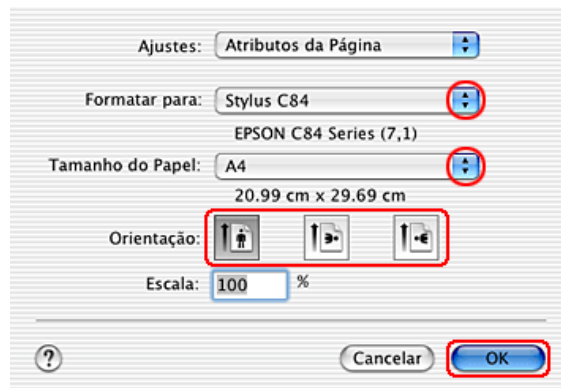 Ajustes: Atributos da Página
Formatar para: Stylus C84
EPSON C84 Series (7,1)
Tamanho do Papel: A4
20.99 cm x 29.69 cm
Orientação:
Escala: 100 %
? Cancelar OK